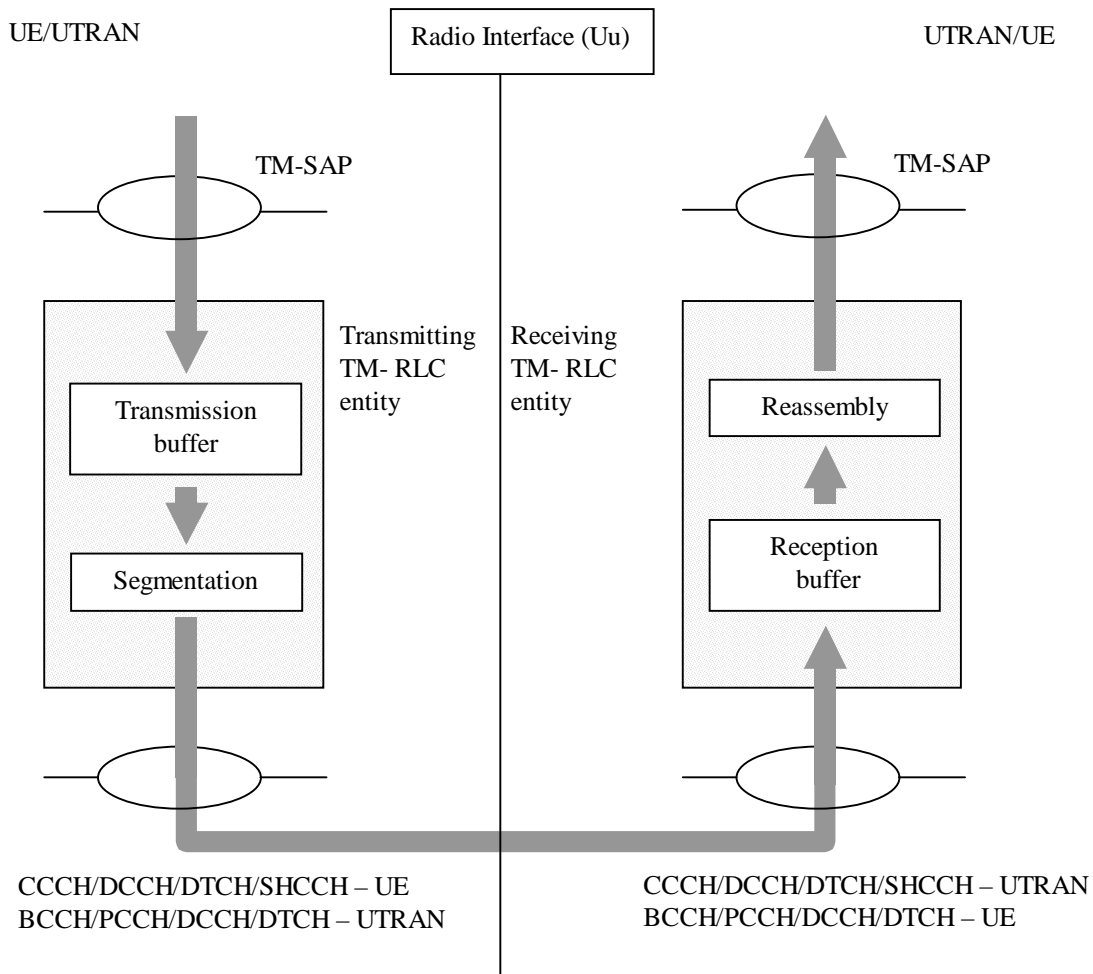 UE/UTRAN
Radio Interface (Uu)
UTRAN/UE
TM-SAP
TM-SAP
Transmitting
TM- RLC
entity
Receiving
TM- RLC
entity
Transmission
buffer
Segmentation
Reassembly
Reception
buffer
CCCH/DCCH/DTCH/SHCCH – UE
BCCH/PCCH/DCCH/DTCH – UTRAN
CCCH/DCCH/DTCH/SHCCH – UTRAN
BCCH/PCCH/DCCH/DTCH – UE